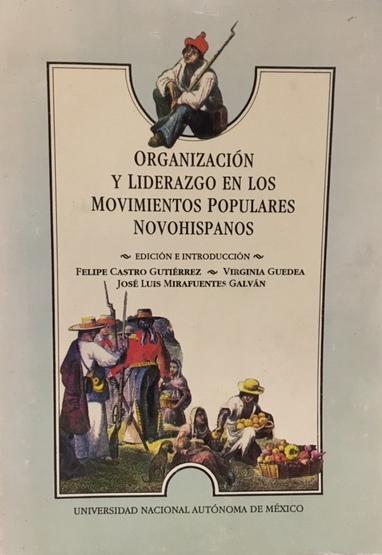 ORGANIZACIÓN
Y LIDERAZGO EN LOS
MOVIMIENTOS POPULARES
NOVOHISPANOS
~ EDICIÓN E INTRODUCCIÓN ~
FELIPE CASTRO GUTIÉRREZ ~ VIRGINIA GUEDEA
JOSÉ LUIS MIRAFUENTES GALVÁN
UNIVERSIDAD NACIONAL AUTÓNOMA DE MÉXICO